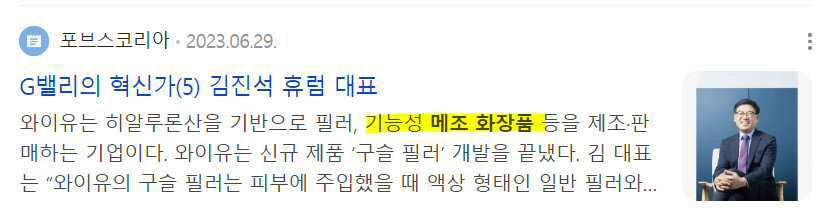 포브스코리아 · 2023.06.29.
G밸리의 혁신가(5) 김진석 휴럼 대표
와이유는 히알루론산을 기반으로 필러, 기능성 메조 화장품 등을 제조·판
매하는 기업이다. 와이유는 신규 제품 ‘구슬 필러’ 개발을 끝냈다. 김 대표
는 “와이유의 구슬 필러는 피부에 주입했을 때 액상 형태인 일반 필러와...